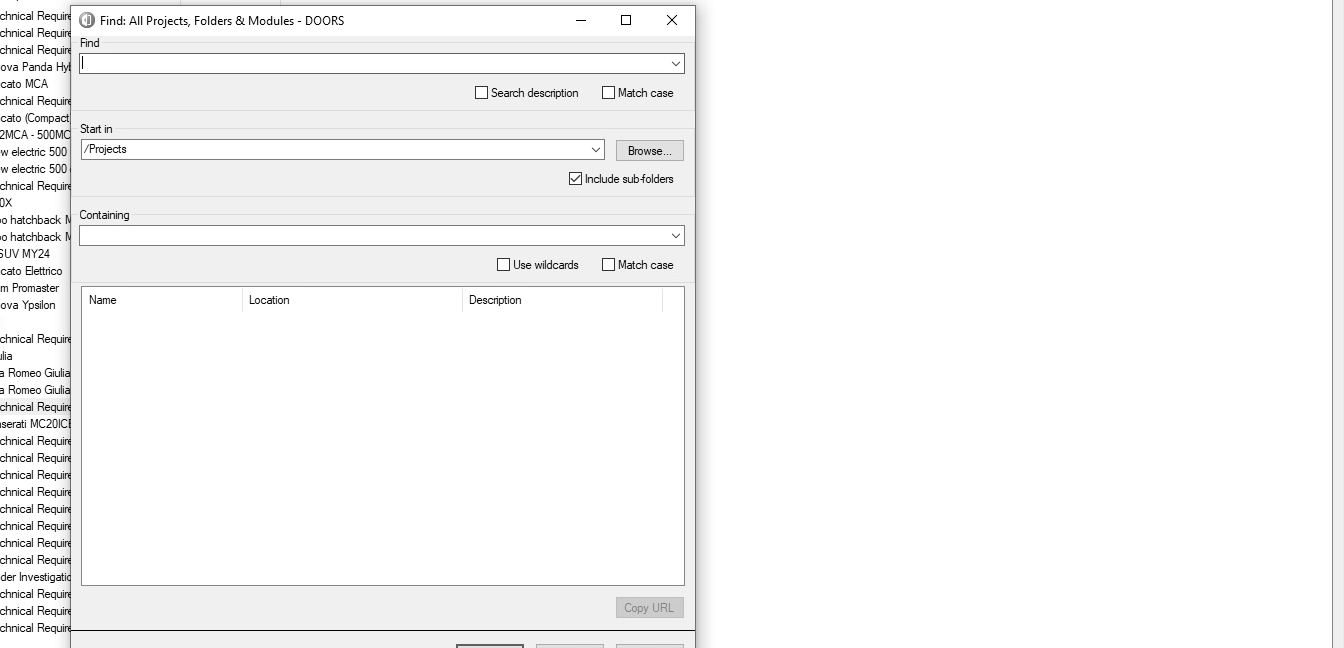 chnical Require
Find: All Projects, Folders & Modules - DOORS
chnical Require
chnical Require
Find
ova Panda Hyb
cato MCA
Search description
Match case
chnical Require
cato (Compact
Start in
2MCA - 500MC
/Projects
Browse...
w electric 500
w electric 500
Include sub-folders
chnical Require
0X
Containing
oo hatchback M
oo hatchback M
SUV MY24
Use wildcards
Match case
cato Elettrico
m Promaster
Name
Location
Description
ova Ypsilon
chnical Require
ulia
a Romeo Giulia
a Romeo Giulia
chnical Require
aserati MC20ICE
chnical Require
chnical Require
chnical Require
chnical Require
chnical Require
chnical Require
chnical Require
chnical Require
der Investigatio
chnical Require
Copy URL
chnical Require
chnical Require